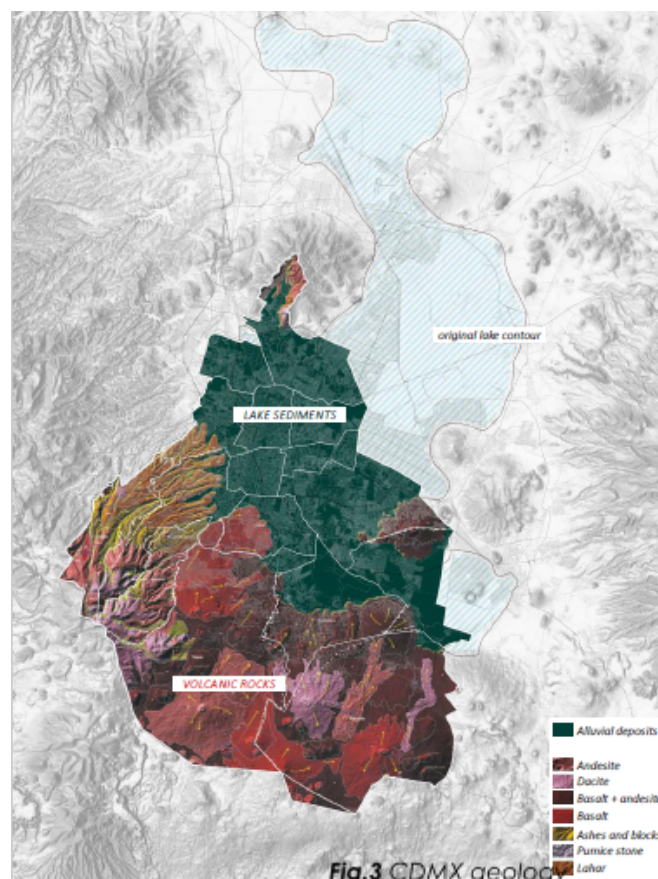 original lake contour
LAKE SEDIMENTS
VOLCANIC ROCKS
Alluvial deposits
Andesite
Dacite
Basalt + andesit
Basalt
Ashes and block
Pumice stone
Lahar
Fig.3 CDMX geology